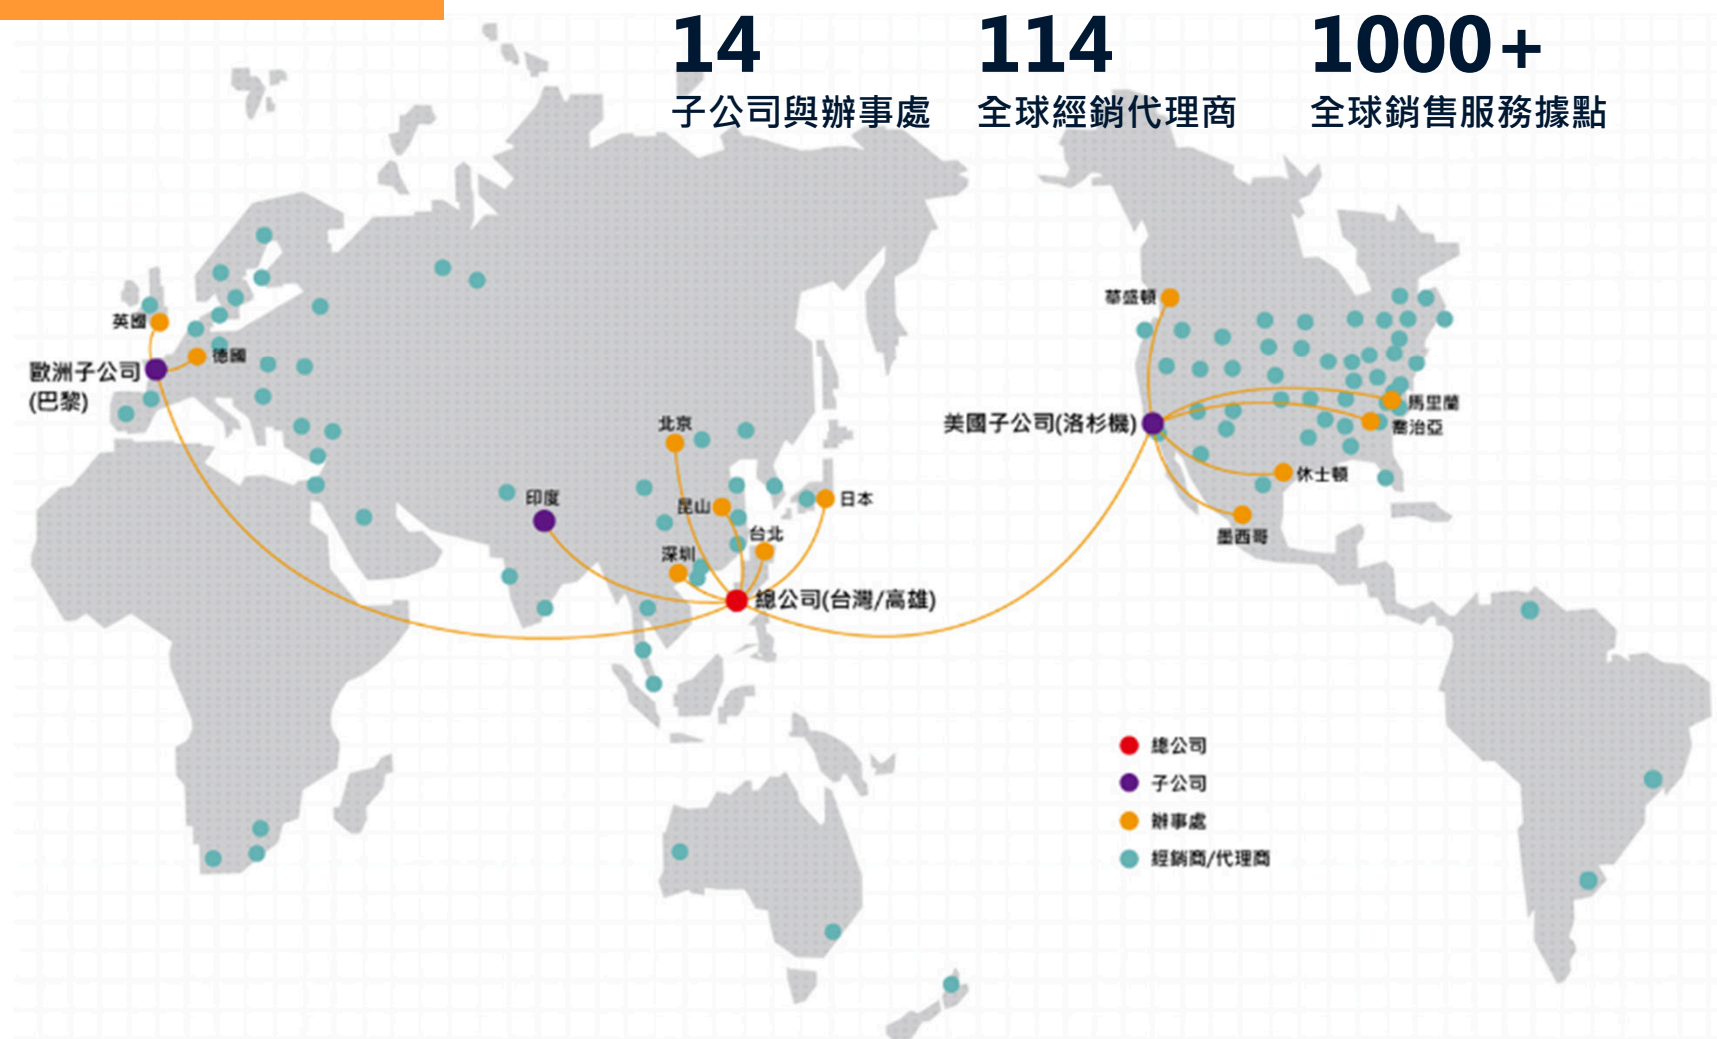 14
子公司與辦事處
114
全球經銷代理商
1000+
全球銷售服務據點
英國
德國
歐洲子公司
(巴黎)
北京
印度
昆山
日本
台北
深圳
總公司(台灣/高雄)
華盛頓
美國子公司(洛杉機)
馬里蘭
喬治亞
休士頓
墨西哥
總公司
子公司
辦事處
經銷商/代理商